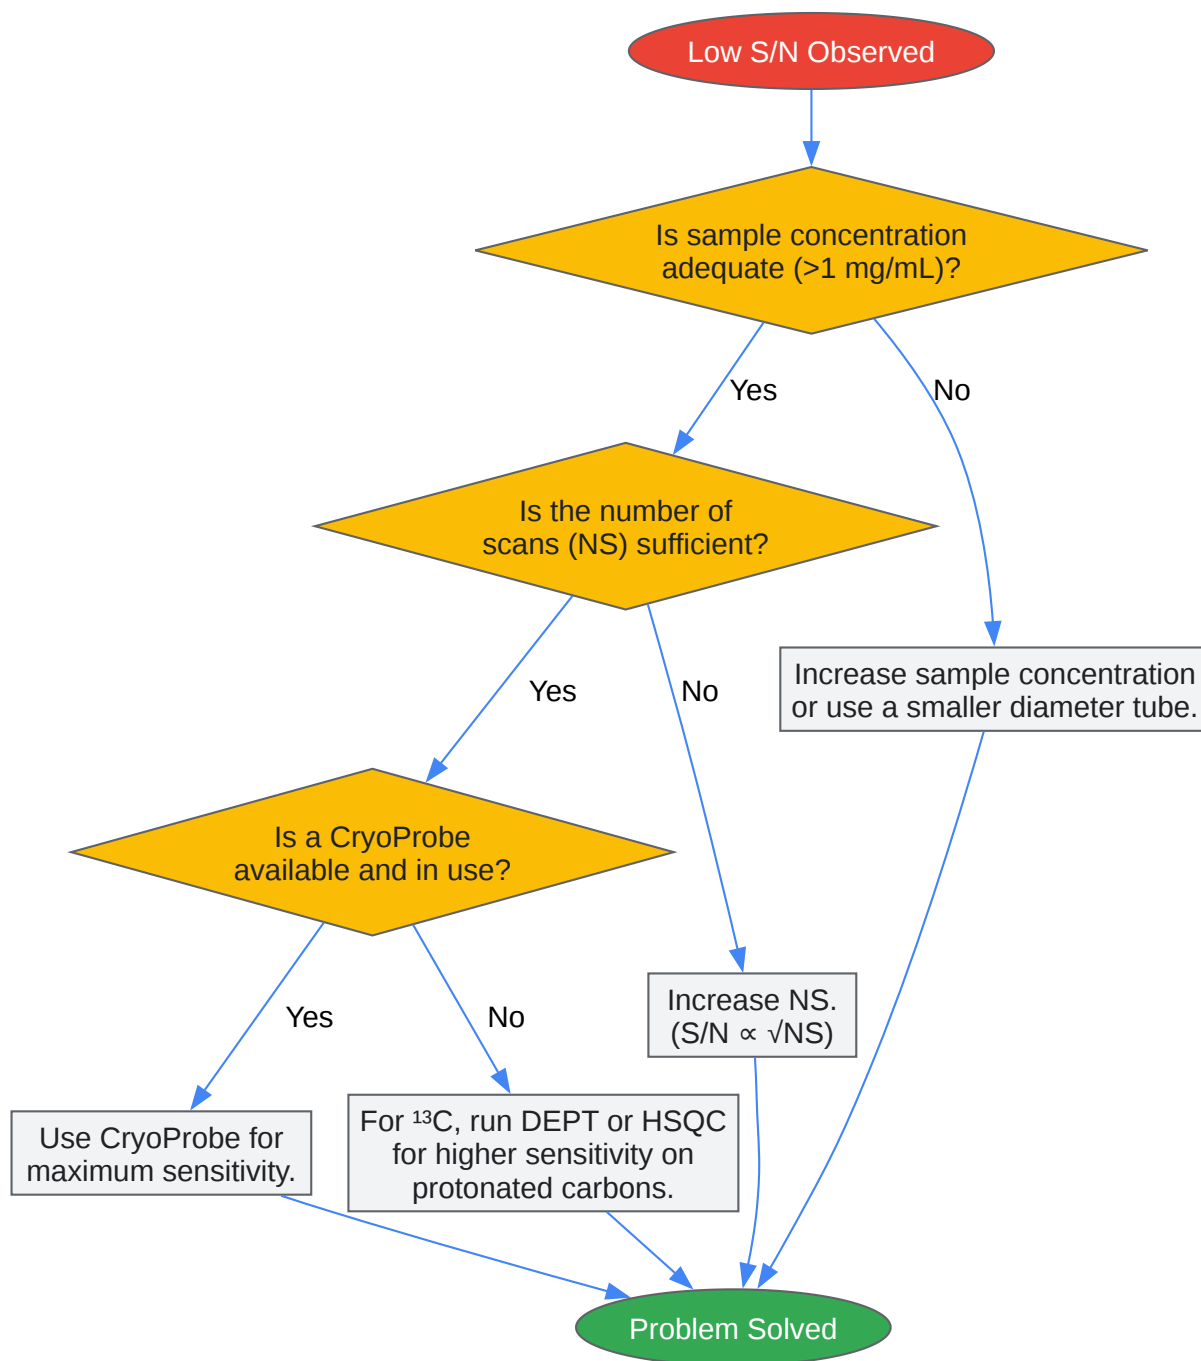 Low S/N Observed
Is sample concentration
adequate (>1 mg/mL)?
Yes
No
Is the number of
scans (NS) sufficient?
Yes
No
Increase sample concentration
or use a smaller diameter tube.
Is a CryoProbe
available and in use?
Yes
No
Increase NS.
(S/N ∝ √NS)
Use CryoProbe for
maximum sensitivity.
For ¹³C, run DEPT or HSQC
for higher sensitivity on
protonated carbons.
Problem Solved